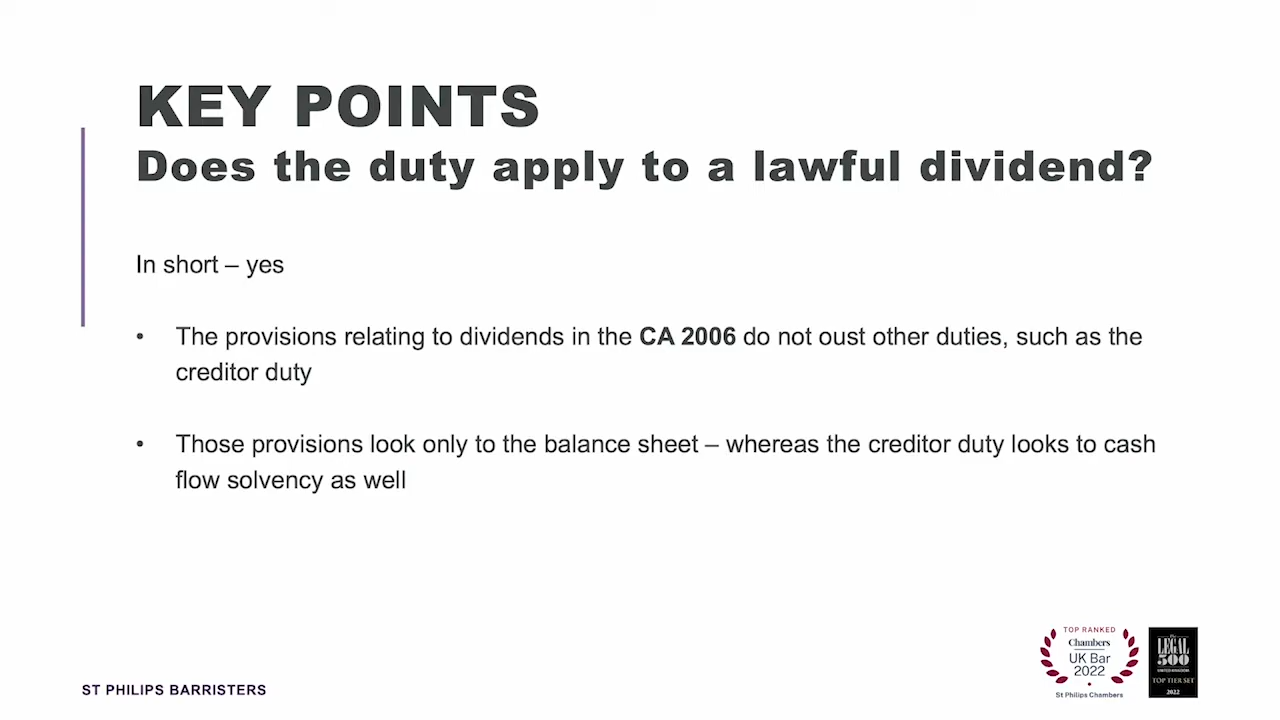 KEY POINTS
Does the duty apply to a lawful dividend?
In short – yes
• The provisions relating to dividends in the CA 2006 do not oust other duties, such as the
creditor duty
• Those provisions look only to the balance sheet – whereas the creditor duty looks to cash
flow solvency as well
ST PHILIPS BARRISTERS
TOP RANKED
Chambers
UK Bar
2022
St Philips Chambers
The
LEGAL
500
UNITED KINGDOM
TOP TIER SET
2022